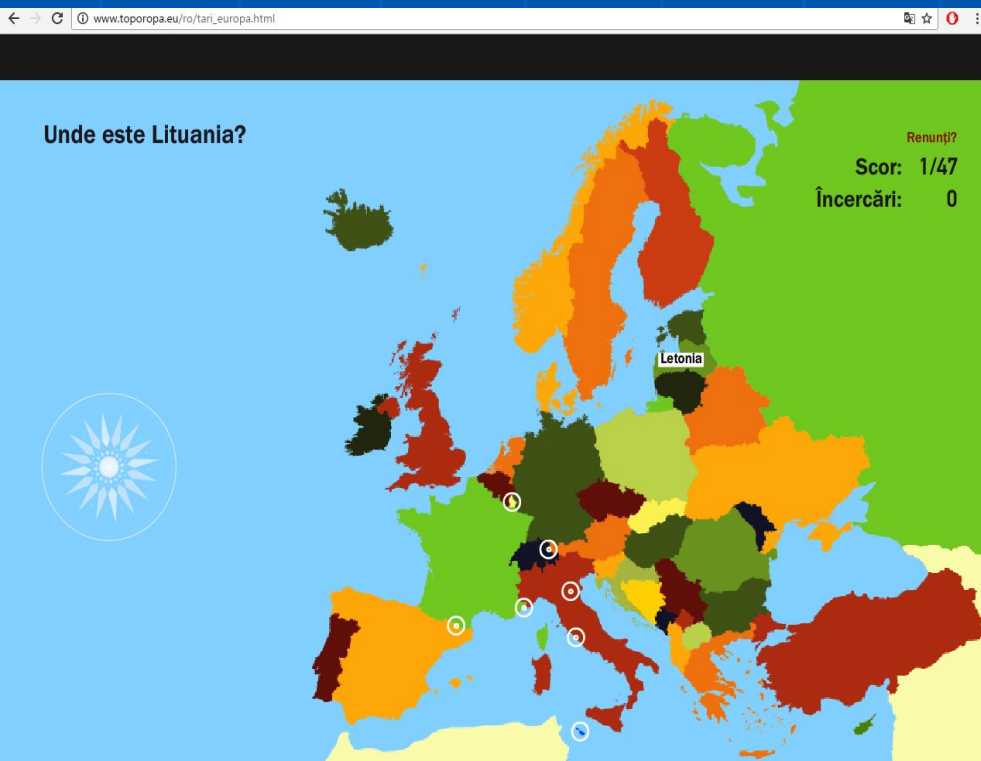 www.toporopa.eu/ro/tari_europa.html
Unde este Lituania?
Renunți?
Scor: 1/47
Încercări: 0
Letonia